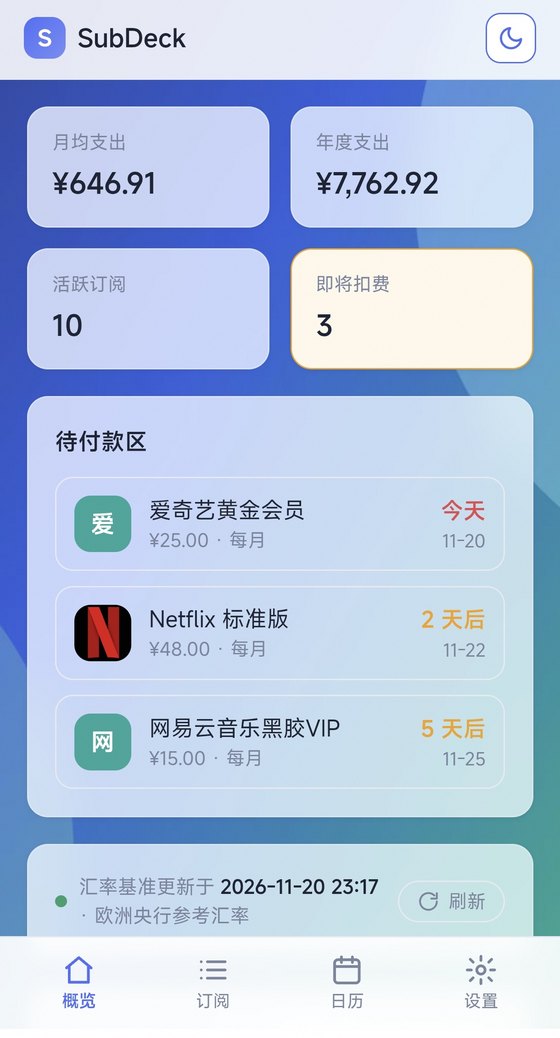 S SubDeck
月均支出
¥646.91
年度支出
¥7,762.92
活跃订阅
10
即将扣费
3
待付款区
爱
爱奇艺黄金会员
¥25.00 · 每月
今天
11-20
N
Netflix 标准版
¥48.00 · 每月
2 天后
11-22
网
网易云音乐黑胶VIP
¥15.00 · 每月
5 天后
11-25
汇率基准更新于 2026-11-20 23:17
· 欧洲央行参考汇率
刷新
概览
订阅
日历
设置